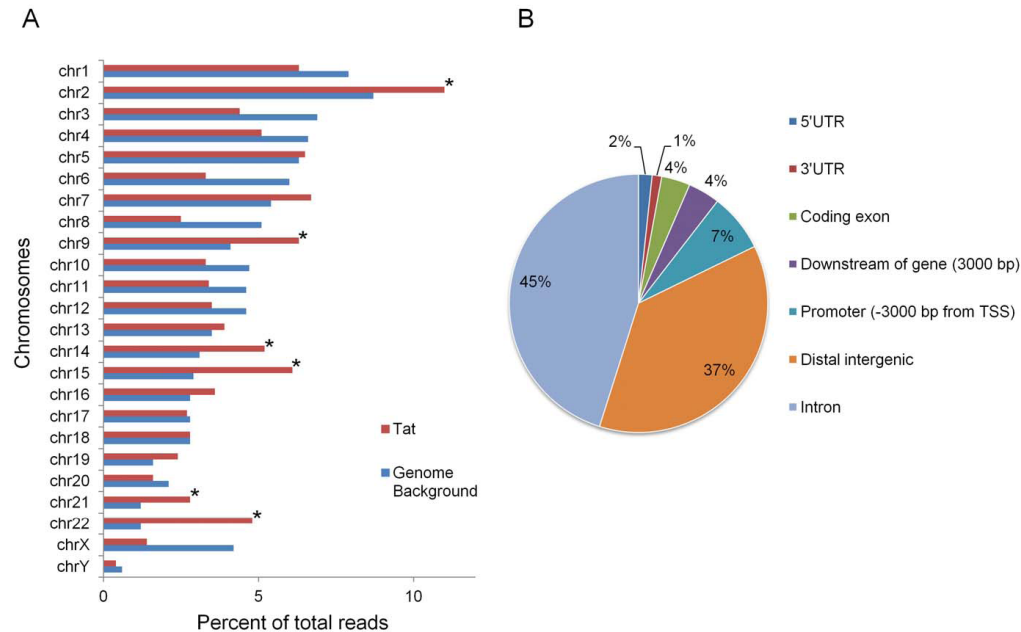 A
B
Chromosomes
chr1
chr2
chr3
chr4
chr5
chr6
chr7
chr8
chr9
chr10
chr11
chr12
chr13
chr14
chr15
chr16
chr17
chr18
chr19
chr20
chr21
chr22
chrX
chrY
*
*
*
*
*
*
Tat
Genome
Background
0
5
10
Percent of total reads
2%
1%
4%
4%
7%
37%
45%
5'UTR
3'UTR
Coding exon
Downstream of gene (3000 bp)
Promoter (-3000 bp from TSS)
Distal intergenic
Intron